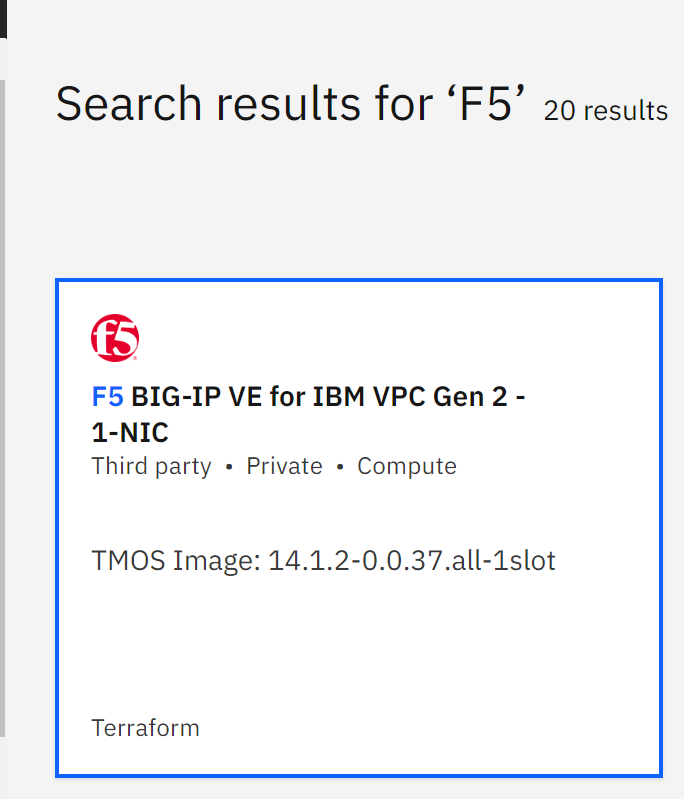 Search results for ‘F5’ 20 results
f5
F5 BIG-IP VE for IBM VPC Gen 2 -
1-NIC
Third party • Private • Compute
TMOS Image: 14.1.2-0.0.37.all-1slot
Terraform